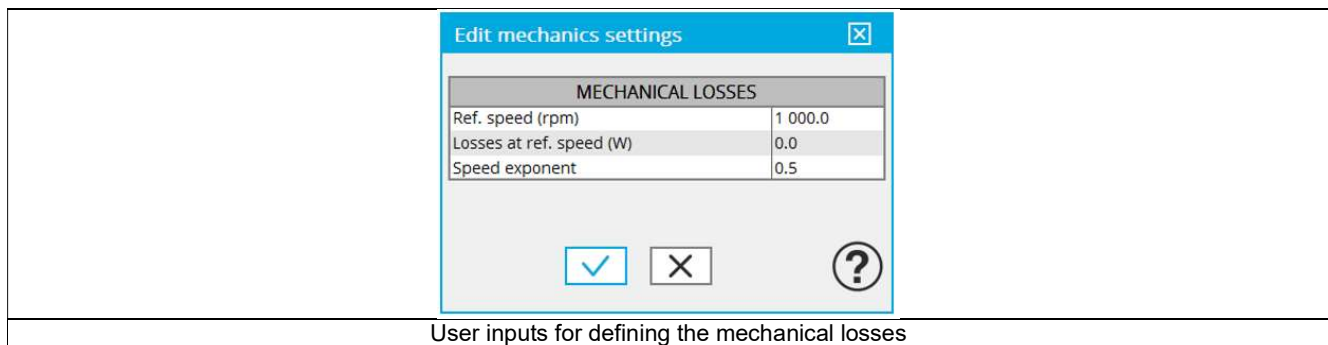 Edit mechanics settings
MECHANICAL LOSSES
Ref. speed (rpm) 1 000.0
Losses at ref. speed (W) 0.0
Speed exponent 0.5
?
User inputs for defining the mechanical losses